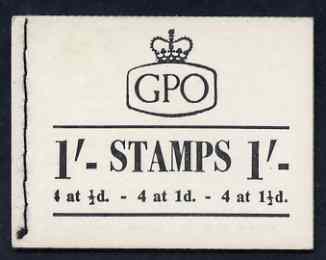 GPO
1/- STAMPS 1/-
4 at ½d. - 4 at 1d. - 4 at 1½d.